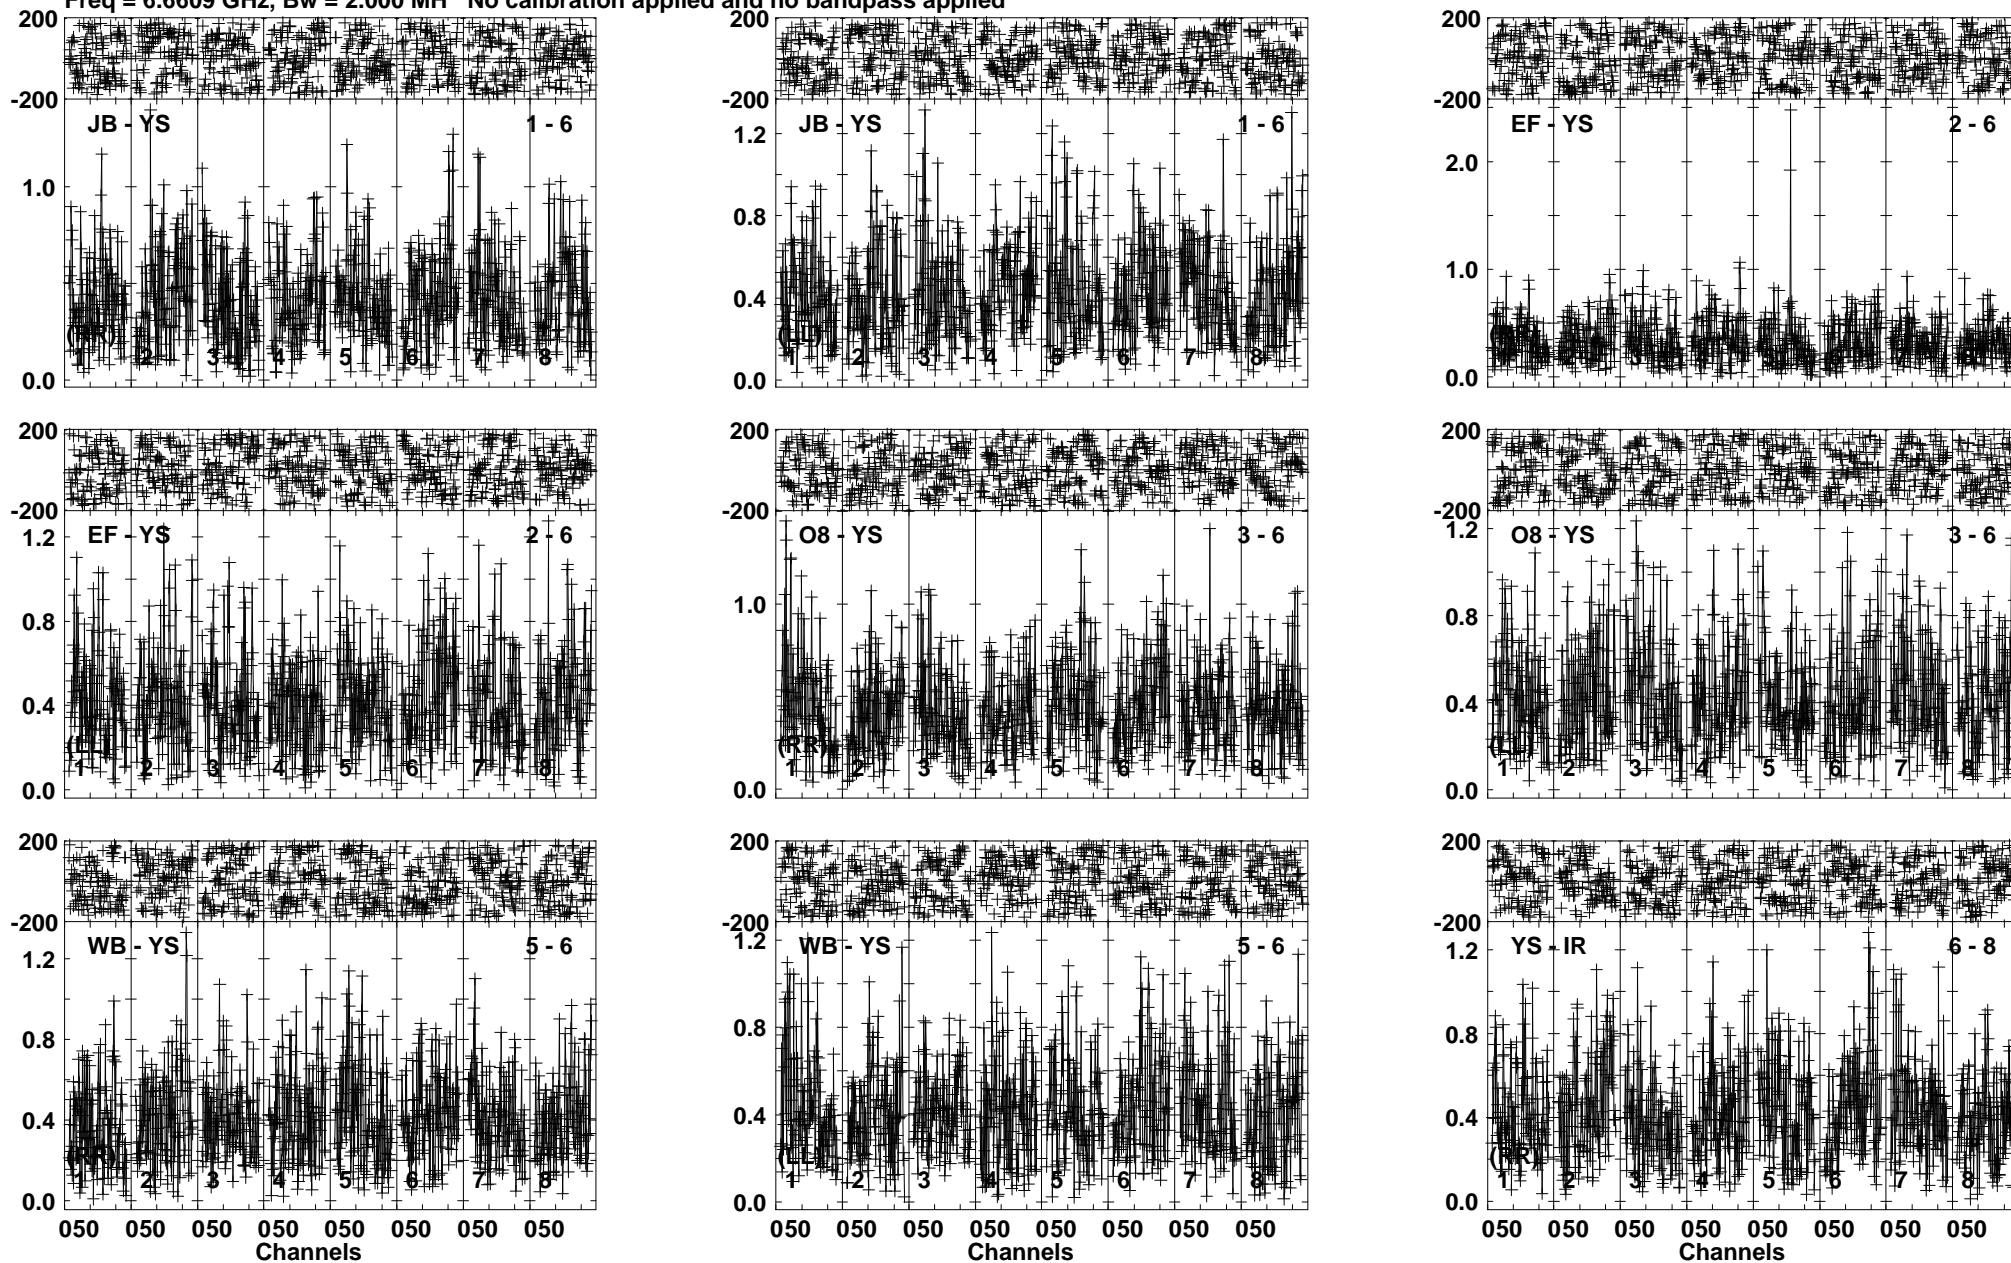 Freq = 6.6609 GHz, Bw = 2.000 MH No calibration applied and no bandpass applied
200 200 200
-200 -200 -200
JB - YS 1 - 6 JB - YS 1 - 6 EF - YS 2 - 6
1.2 2.0
1.0 0.8 1.0
0.4
(RR) (LL) (RR)
1 2 3 4 5 6 7 8 1 2 3 4 5 6 7 8 1 2 3 4 5 6 7 8
0.0 0.0 0.0
200 200 200
-200 -200 -200
EF - YS 2 - 6 O8 - YS 3 - 6 O8 - YS 3 - 6
1.2 1.2
0.8 1.0 0.8
0.4 0.4
(LL) (RR) (LL)
1 2 3 4 5 6 7 8 1 2 3 4 5 6 7 8 1 2 3 4 5 6 7 8
0.0 0.0 0.0
200 200 200
-200 -200 -200
WB - YS 5 - 6 WB - YS 5 - 6 YS - IR 6 - 8
1.2 1.2 1.2
0.8 0.8 0.8
0.4 0.4 0.4
(RR) (LL) (RR)
1 2 3 4 5 6 7 8 1 2 3 4 5 6 7 8 1 2 3 4 5 6 7 8
0.0 0.0 0.0
050 050 050 050 050 050 050 050 050 050 050 050 050 050 050 050 050 050 050 050 050 050 050 050
Channels Channels Channels